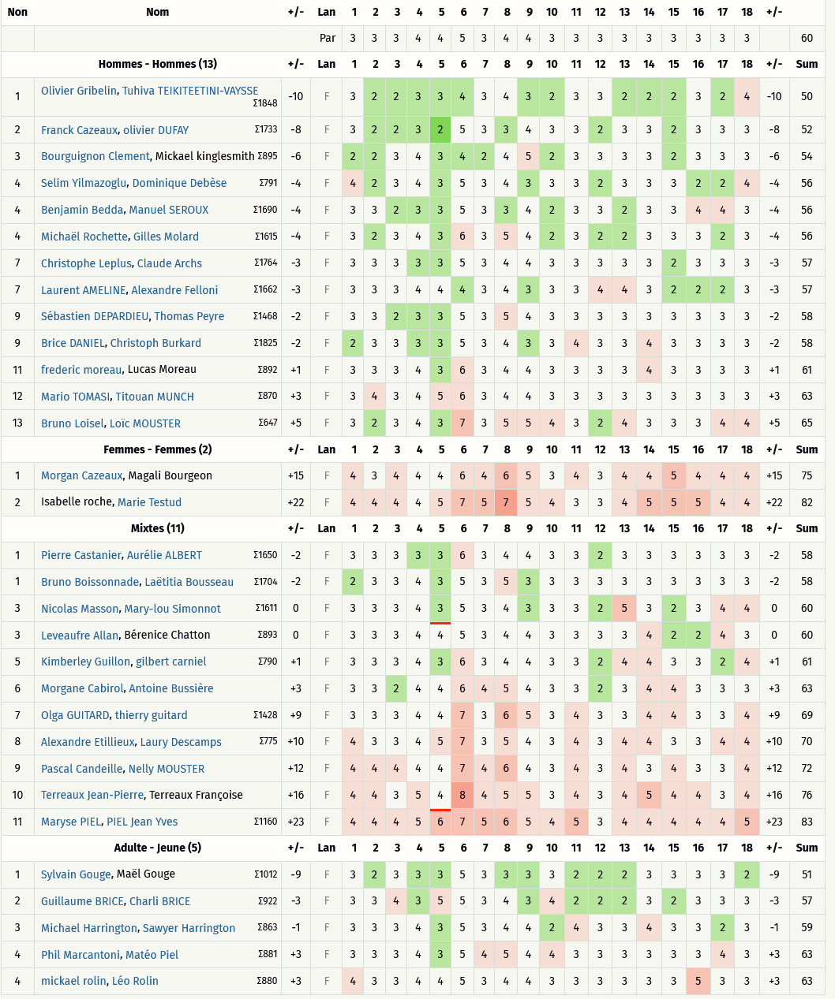 Non Nom +/- Lan 1 2 3 4 5 6 7 8 9 10 11 12 13 14 15 16 17 18 +/-
Par 3 3 3 4 4 5 3 4 4 3 3 3 3 3 3 3 3 3 60
Hommes - Hommes (13) +/- Lan 1 2 3 4 5 6 7 8 9 10 11 12 13 14 15 16 17 18 +/- Sum
1 Olivier Gribelin, Tuhiva TEIKITEETINI-VAYSSE Σ1848 -10 F 3 2 2 3 3 4 3 4 3 2 3 3 2 2 2 3 2 4 -10 50
2 Franck Cazeaux, olivier DUFAY Σ1733 -8 F 3 2 2 3 2 5 3 3 4 3 3 2 3 3 2 3 3 3 -8 52
3 Bourguignon Clement, Mickael kinglesmith Σ895 -6 F 2 2 3 4 3 4 2 4 5 2 3 3 3 3 2 3 3 3 -6 54
4 Selim Yilmazoglu, Dominique Debèse Σ791 -4 F 4 2 3 4 3 5 3 4 3 3 3 2 3 3 3 2 2 4 -4 56
4 Benjamin Bedda, Manuel SEROUX Σ1690 -4 F 3 3 2 3 3 5 3 3 4 2 3 3 2 3 3 4 4 3 -4 56
4 Michaël Rochette, Gilles Molard Σ1615 -4 F 3 2 3 4 3 6 3 5 4 2 3 2 2 3 3 3 2 3 -4 56
7 Christophe Leplus, Claude Archs Σ1764 -3 F 3 3 3 3 3 5 3 4 4 3 3 3 3 3 2 3 3 3 -3 57
7 Laurent AMELINE, Alexandre Felloni Σ1662 -3 F 3 3 3 4 4 4 3 4 3 3 3 4 4 3 2 2 2 3 -3 57
9 Sébastien DEPARDIEU, Thomas Peyre Σ1468 -2 F 3 3 2 3 3 5 3 5 4 3 3 3 3 3 3 3 3 3 -2 58
9 Brice DANIEL, Christoph Burkard Σ1825 -2 F 2 3 3 3 3 5 3 4 3 3 4 3 3 4 3 3 3 3 -2 58
11 frederic moreau, Lucas Moreau Σ892 +1 F 3 3 3 4 3 6 3 4 4 3 3 3 3 4 3 3 3 3 +1 61
12 Mario TOMASI, Titouan MUNCH Σ870 +3 F 3 4 3 4 5 6 3 4 4 3 3 3 3 3 3 3 3 3 +3 63
13 Bruno Loisel, Loïc MOUSTER Σ647 +5 F 3 2 3 4 3 7 3 5 5 4 3 2 4 3 3 3 4 4 +5 65
Femmes - Femmes (2) +/- Lan 1 2 3 4 5 6 7 8 9 10 11 12 13 14 15 16 17 18 +/- Sum
1 Morgan Cazeaux, Magali Bourgeon +15 F 4 3 4 4 4 6 4 6 5 3 4 3 4 4 5 4 4 4 +15 75
2 Isabelle roche, Marie Testud +22 F 4 4 4 4 5 7 5 7 5 4 3 3 4 5 5 5 4 4 +22 82
Mixtes (11) +/- Lan 1 2 3 4 5 6 7 8 9 10 11 12 13 14 15 16 17 18 +/- Sum
1 Pierre Castanier, Aurélie ALBERT Σ1650 -2 F 3 3 3 3 3 6 3 4 4 3 3 2 3 3 3 3 3 3 -2 58
1 Bruno Boissonnade, Laëtitia Bousseau Σ1704 -2 F 2 3 3 4 3 5 3 5 3 3 3 3 3 3 3 3 3 3 -2 58
3 Nicolas Masson, Mary-lou Simonnot Σ1611 0 F 3 3 3 4 3 5 3 4 3 3 3 2 5 3 2 3 4 4 0 60
3 Leveaufre Allan, Bérenice Chatton Σ893 0 F 3 3 3 4 4 5 3 4 4 3 3 3 3 4 2 2 4 3 0 60
5 Kimberley Guillon, gilbert carniel Σ790 +1 F 3 3 3 4 3 6 3 4 4 3 3 2 4 4 3 3 2 4 +1 61
6 Morgane Cabirol, Antoine Bussière +3 F 3 3 2 4 4 6 4 5 4 3 3 2 3 4 4 3 3 3 +3 63
7 Olga GUITARD, thierry guitard Σ1428 +9 F 3 3 3 4 4 7 3 6 5 3 4 3 3 4 4 3 3 4 +9 69
8 Alexandre Etillieux, Laury Descamps Σ775 +10 F 4 3 3 4 5 7 3 5 4 3 4 3 4 4 3 3 4 4 +10 70
9 Pascal Candeille, Nelly MOUSTER +12 F 4 4 4 4 4 7 4 6 4 3 4 3 4 3 4 3 3 4 +12 72
10 Terreaux Jean-Pierre, Terreaux Françoise +16 F 4 4 3 5 4 8 4 5 5 3 4 3 4 5 4 4 3 4 +16 76
11 Maryse PIEL, PIEL Jean Yves Σ1160 +23 F 4 4 4 5 6 7 5 6 5 4 5 3 4 4 4 4 4 5 +23 83
Adulte - Jeune (5) +/- Lan 1 2 3 4 5 6 7 8 9 10 11 12 13 14 15 16 17 18 +/- Sum
1 Sylvain Gouge, Maël Gouge Σ1012 -9 F 3 2 3 3 3 5 3 3 3 3 2 2 2 3 3 3 3 2 -9 51
2 Guillaume BRICE, Charli BRICE Σ922 -3 F 3 3 4 3 5 5 3 4 3 4 2 2 2 3 2 3 3 3 -3 57
3 Michael Harrington, Sawyer Harrington Σ863 -1 F 3 3 3 4 3 5 3 4 4 2 4 3 3 4 3 3 2 3 -1 59
4 Phil Marcantoni, Matéo Piel Σ881 +3 F 3 3 3 4 3 5 4 5 4 4 3 3 3 3 3 3 4 3 +3 63
4 mickael rolin, Léo Rolin Σ880 +3 F 4 3 3 4 4 5 3 4 4 3 3 3 3 3 3 5 3 3 +3 63